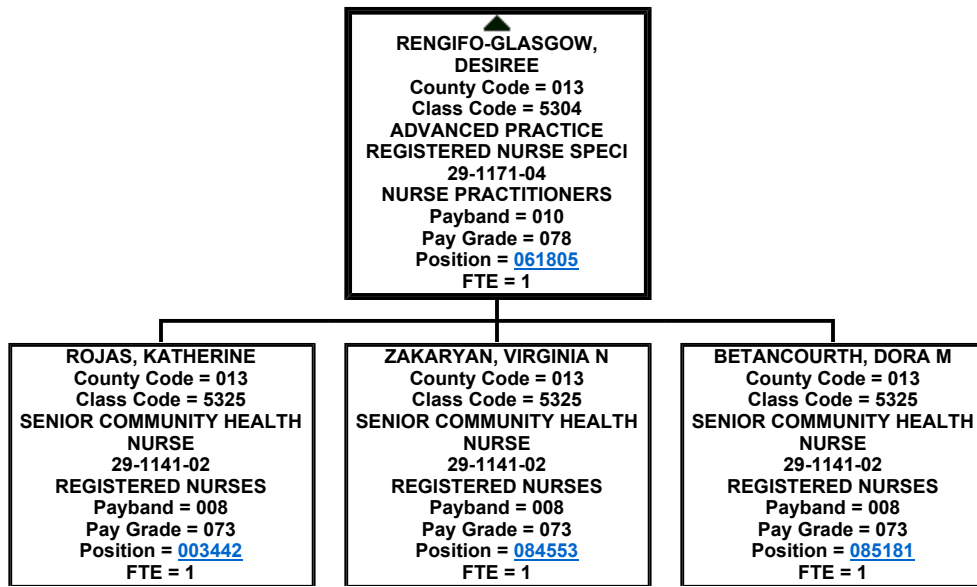 RENGIFO-GLASGOW,
DESIREE
County Code = 013
Class Code = 5304
ADVANCED PRACTICE
REGISTERED NURSE SPECI
29-1171-04
NURSE PRACTITIONERS
Payband = 010
Pay Grade = 078
Position = 061805
FTE = 1
ROJAS, KATHERINE
County Code = 013
Class Code = 5325
SENIOR COMMUNITY HEALTH
NURSE
29-1141-02
REGISTERED NURSES
Payband = 008
Pay Grade = 073
Position = 003442
FTE = 1
ZAKARYAN, VIRGINIA N
County Code = 013
Class Code = 5325
SENIOR COMMUNITY HEALTH
NURSE
29-1141-02
REGISTERED NURSES
Payband = 008
Pay Grade = 073
Position = 084553
FTE = 1
BETANCOURTH, DORA M
County Code = 013
Class Code = 5325
SENIOR COMMUNITY HEALTH
NURSE
29-1141-02
REGISTERED NURSES
Payband = 008
Pay Grade = 073
Position = 085181
FTE = 1